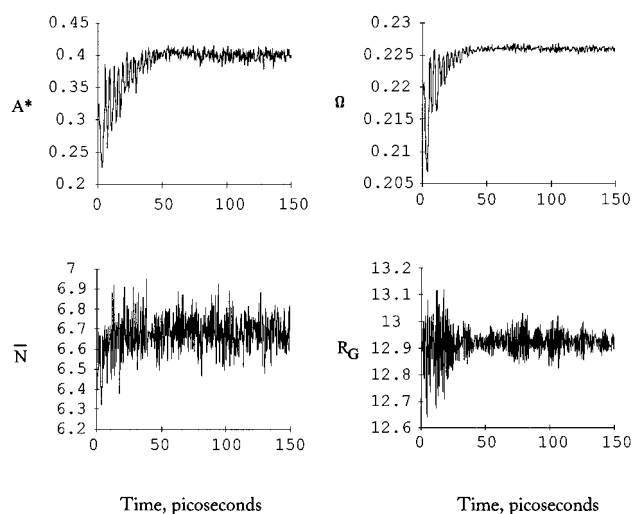 0.45
0.4
0.35
A*
0.3
0.25
0.2
0 50 100 150
0.23
0.225
0.22
Ω
0.215
0.21
0.205
0 50 100 150
7
6.9
6.8
6.7
N
6.6
6.5
6.4
6.3
6.2
0 50 100 150
13.2
13.1
13
R_G
12.9
12.8
12.7
12.6
0 50 100 150
Time, picoseconds
Time, picoseconds